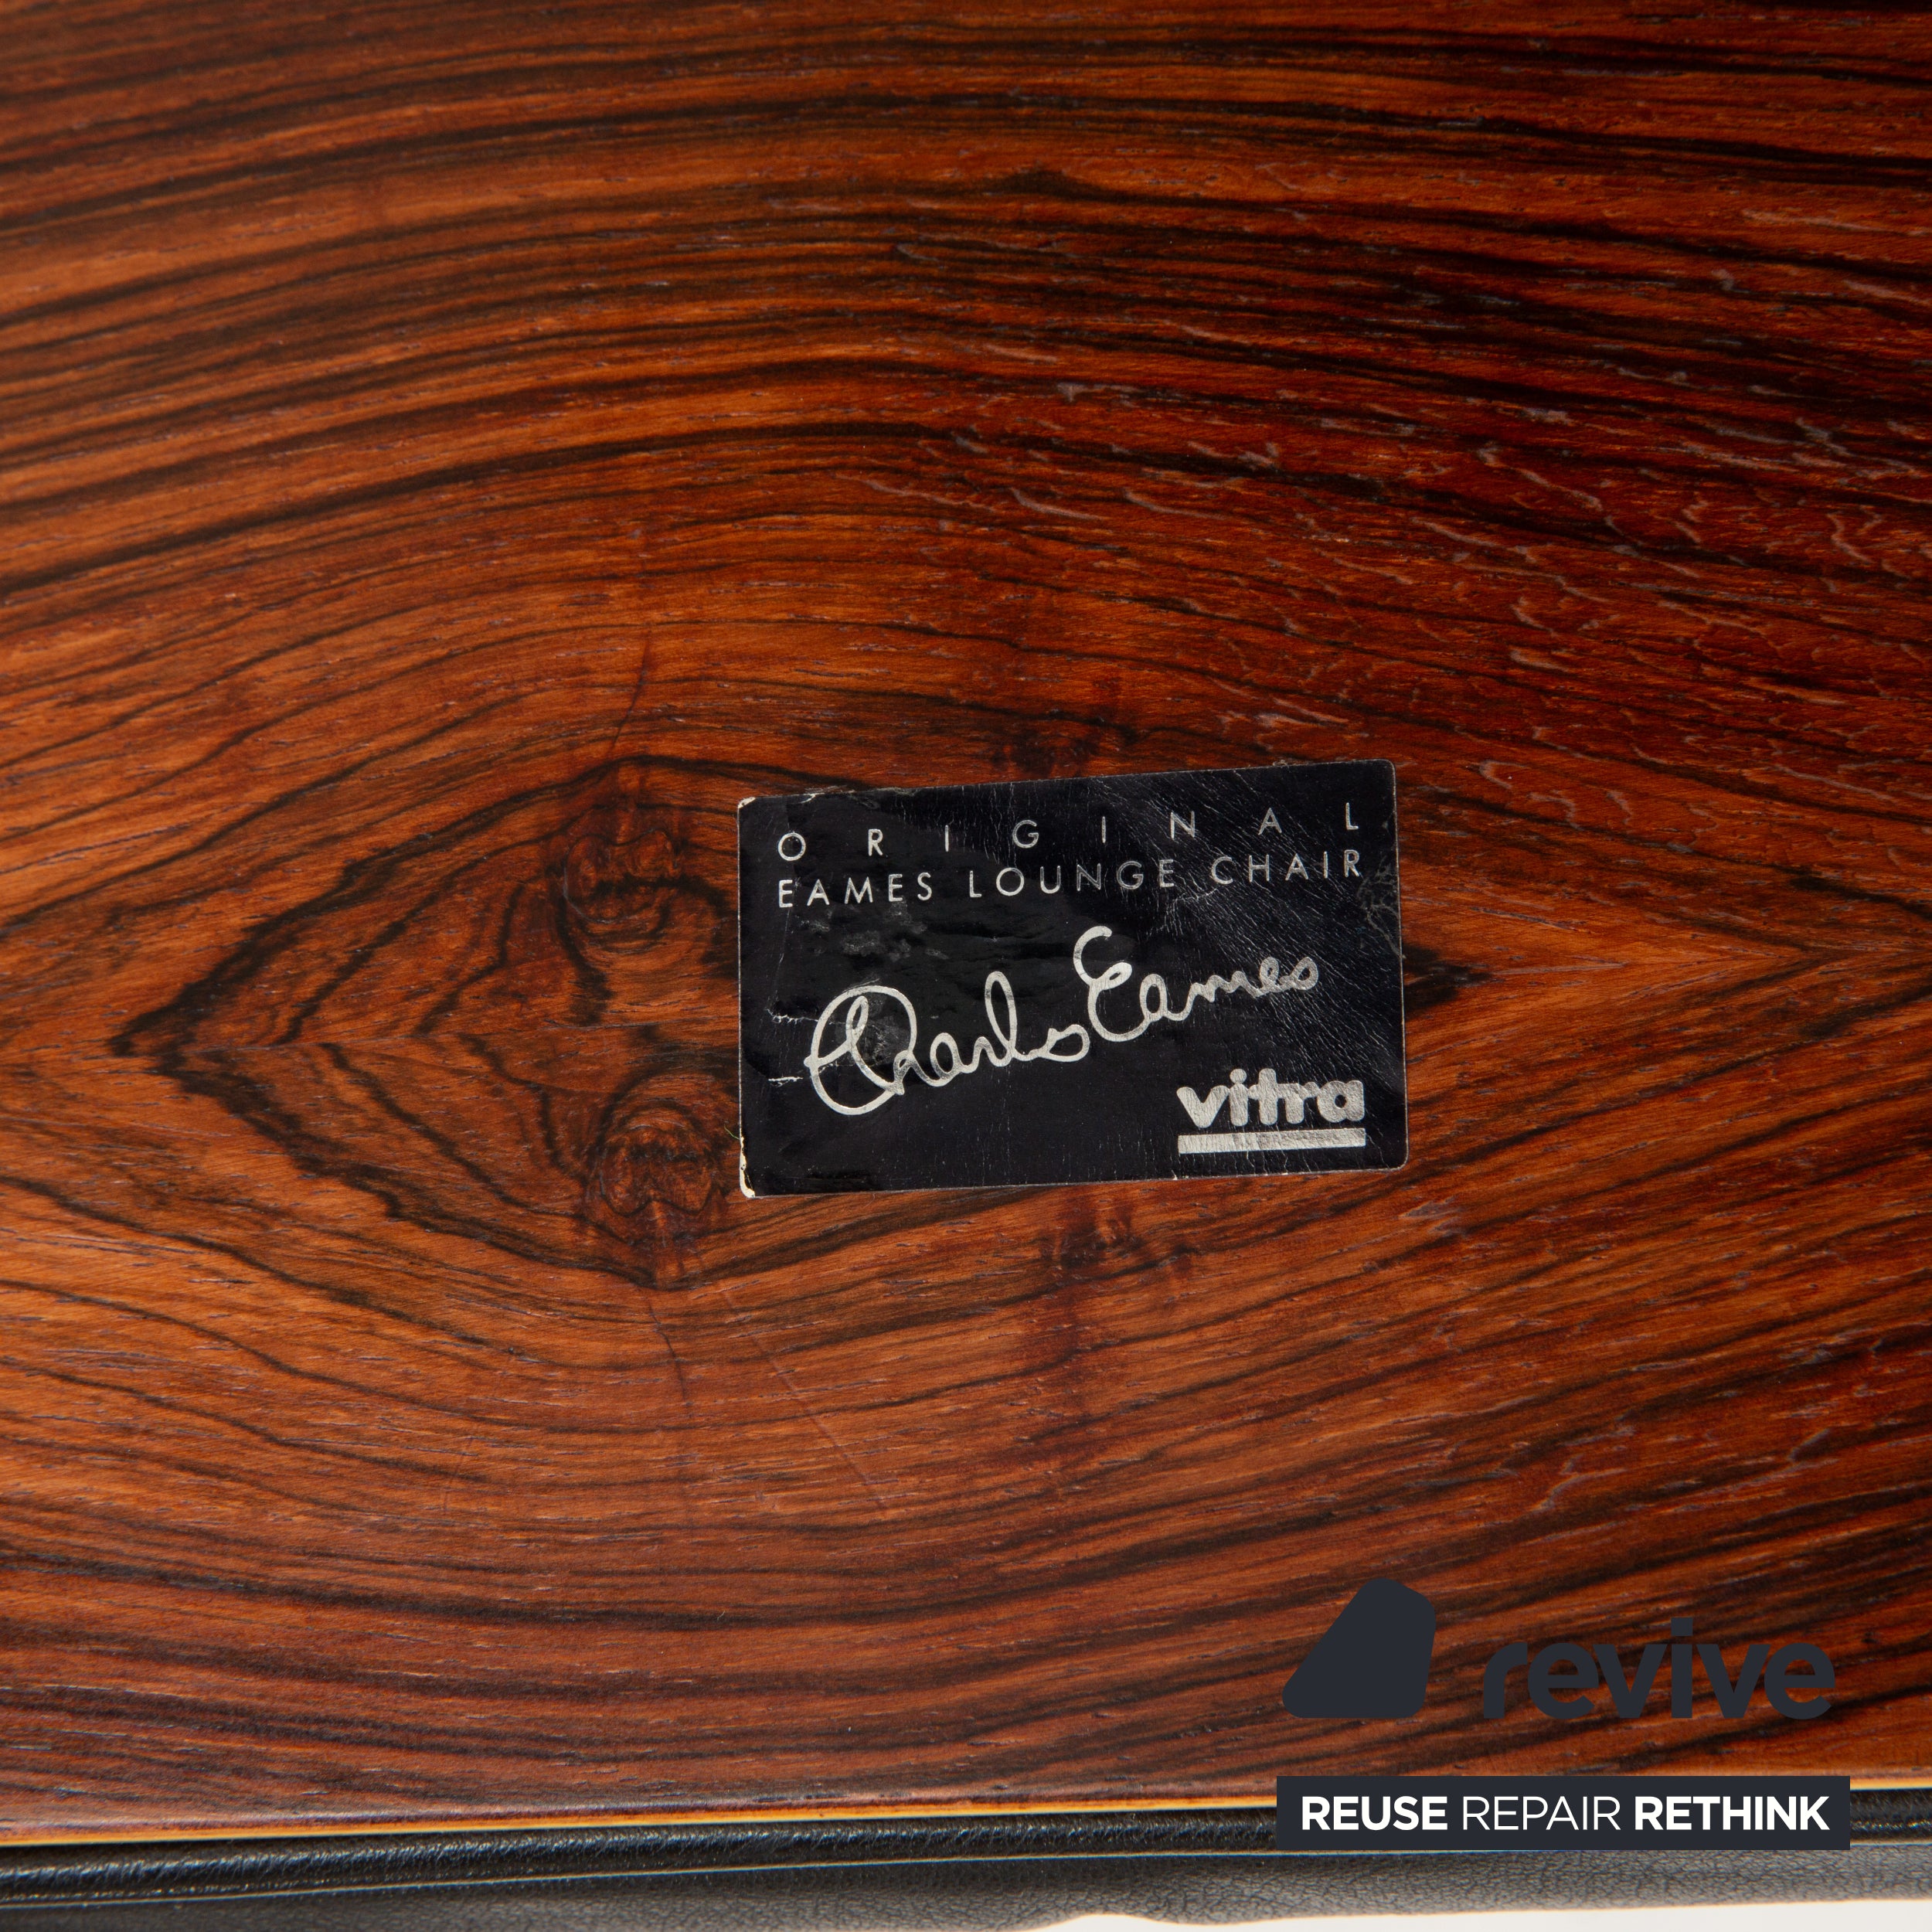 ORIGINAL
EAMES LOUNGE CHAIR
Charles Eames
vitra
revive
REUSE REPAIR RETHINK